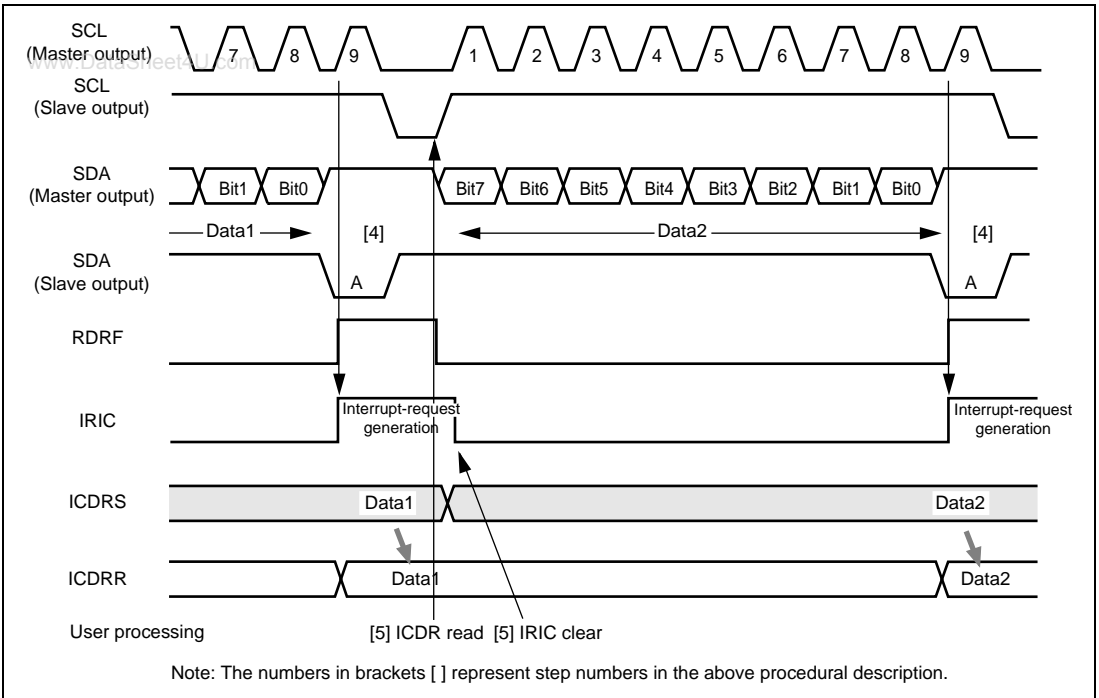 SCL
(Master output)
7 8 9 1 2 3 4 5 6 7 8 9
www.DataSheet4U.com
SCL
(Slave output)
SDA
(Master output)
Bit1 Bit0 Bit7 Bit6 Bit5 Bit4 Bit3 Bit2 Bit1 Bit0
Data1 [4] Data2 [4]
SDA
(Slave output)
A A
RDRF
IRIC
Interrupt-request
generation
Interrupt-request
generation
ICDRS
Data1 Data2
ICDRR
Data1 Data2
User processing
[5] ICDR read [5] IRIC clear
Note: The numbers in brackets [ ] represent step numbers in the above procedural description.